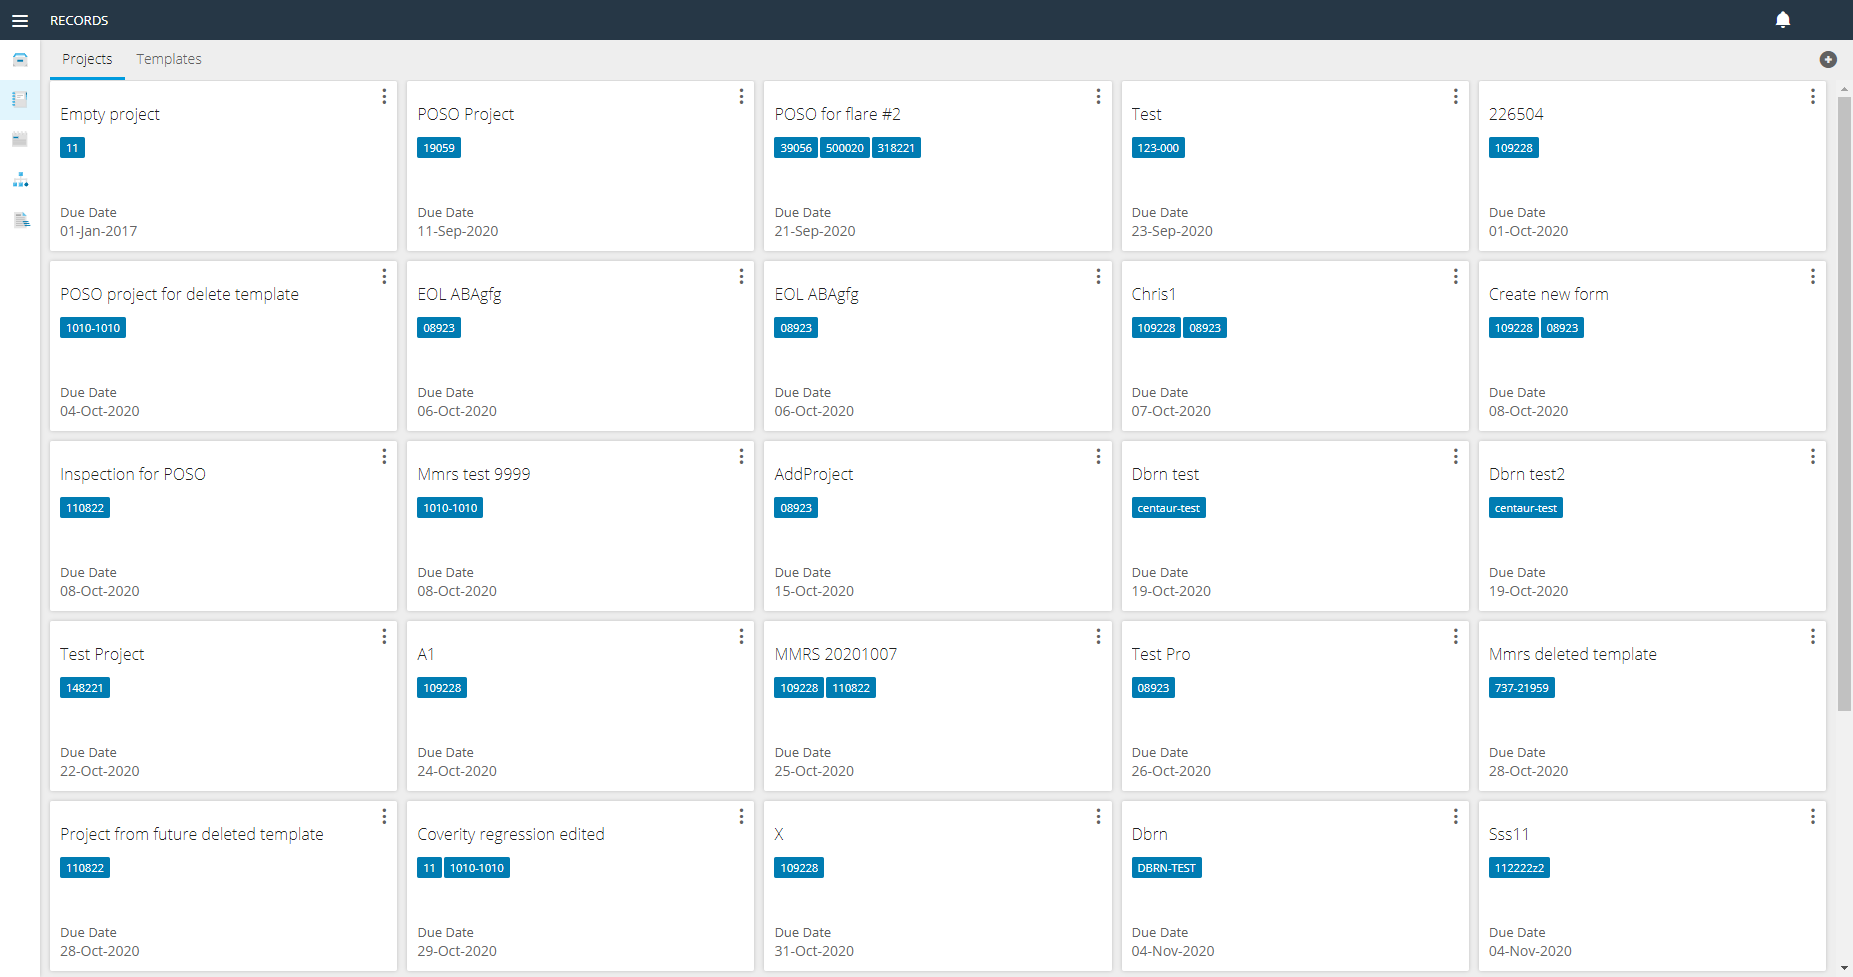 RECORDS
Projects Templates
Empty project
11
Due Date
01-Jan-2017
POSO Project
19059
Due Date
11-Sep-2020
POSO for flare #2
39056 500020 318221
Due Date
21-Sep-2020
Test
123-000
Due Date
23-Sep-2020
226504
109228
Due Date
01-Oct-2020
POSO project for delete template
1010-1010
Due Date
04-Oct-2020
EOL ABAgfg
08923
Due Date
06-Oct-2020
EOL ABAgfg
08923
Due Date
06-Oct-2020
Chris1
109228 08923
Due Date
07-Oct-2020
Create new form
109228 08923
Due Date
08-Oct-2020
Inspection for POSO
110822
Due Date
08-Oct-2020
Mmrs test 9999
1010-1010
Due Date
08-Oct-2020
AddProject
08923
Due Date
15-Oct-2020
Dbrn test
centaur-test
Due Date
19-Oct-2020
Dbrn test2
centaur-test
Due Date
19-Oct-2020
Test Project
148221
Due Date
22-Oct-2020
A1
109228
Due Date
24-Oct-2020
MMRS 20201007
109228 110822
Due Date
25-Oct-2020
Test Pro
08923
Due Date
26-Oct-2020
Mmrs deleted template
737-21959
Due Date
28-Oct-2020
Project from future deleted template
110822
Due Date
28-Oct-2020
Coverity regression edited
11 1010-1010
Due Date
29-Oct-2020
X
109228
Due Date
31-Oct-2020
Dbrn
DBRN-TEST
Due Date
04-Nov-2020
Sss11
112222z2
Due Date
04-Nov-2020